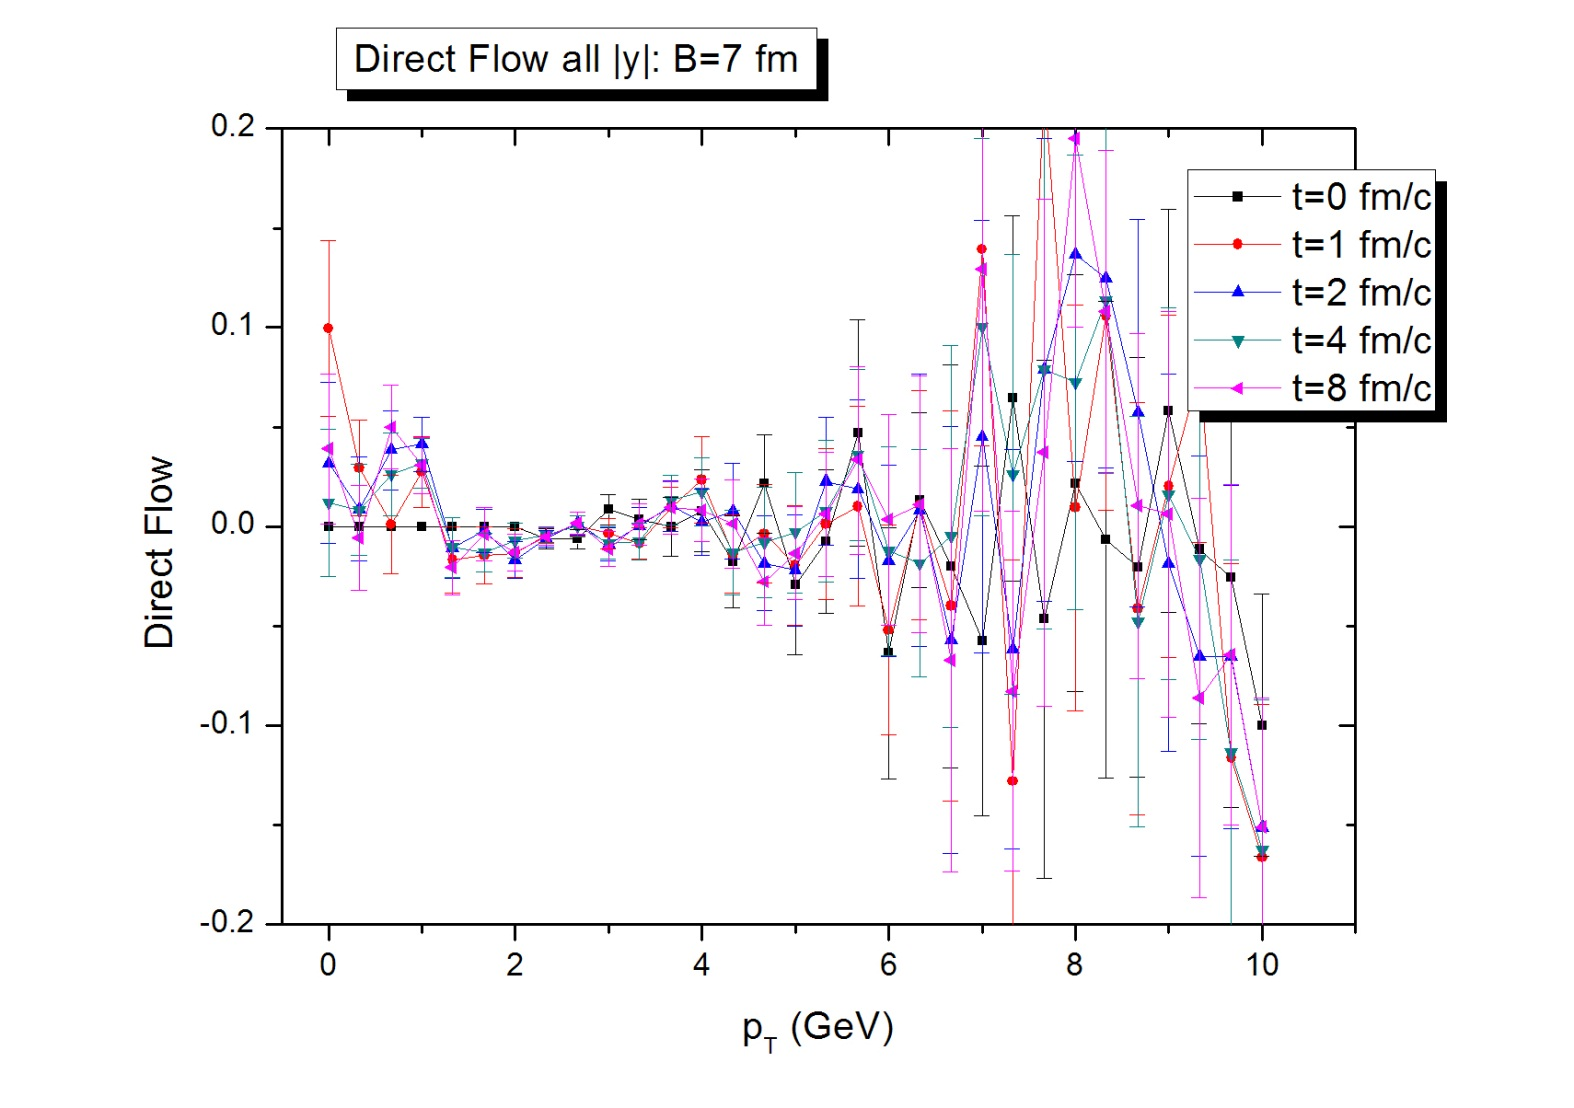 Direct Flow all |y|: B=7 fm
0.2
0.1
0.0
-0.1
-0.2
Direct Flow
t=0 fm/c
t=1 fm/c
t=2 fm/c
t=4 fm/c
t=8 fm/c
0 2 4 6 8 10
p_T (GeV)